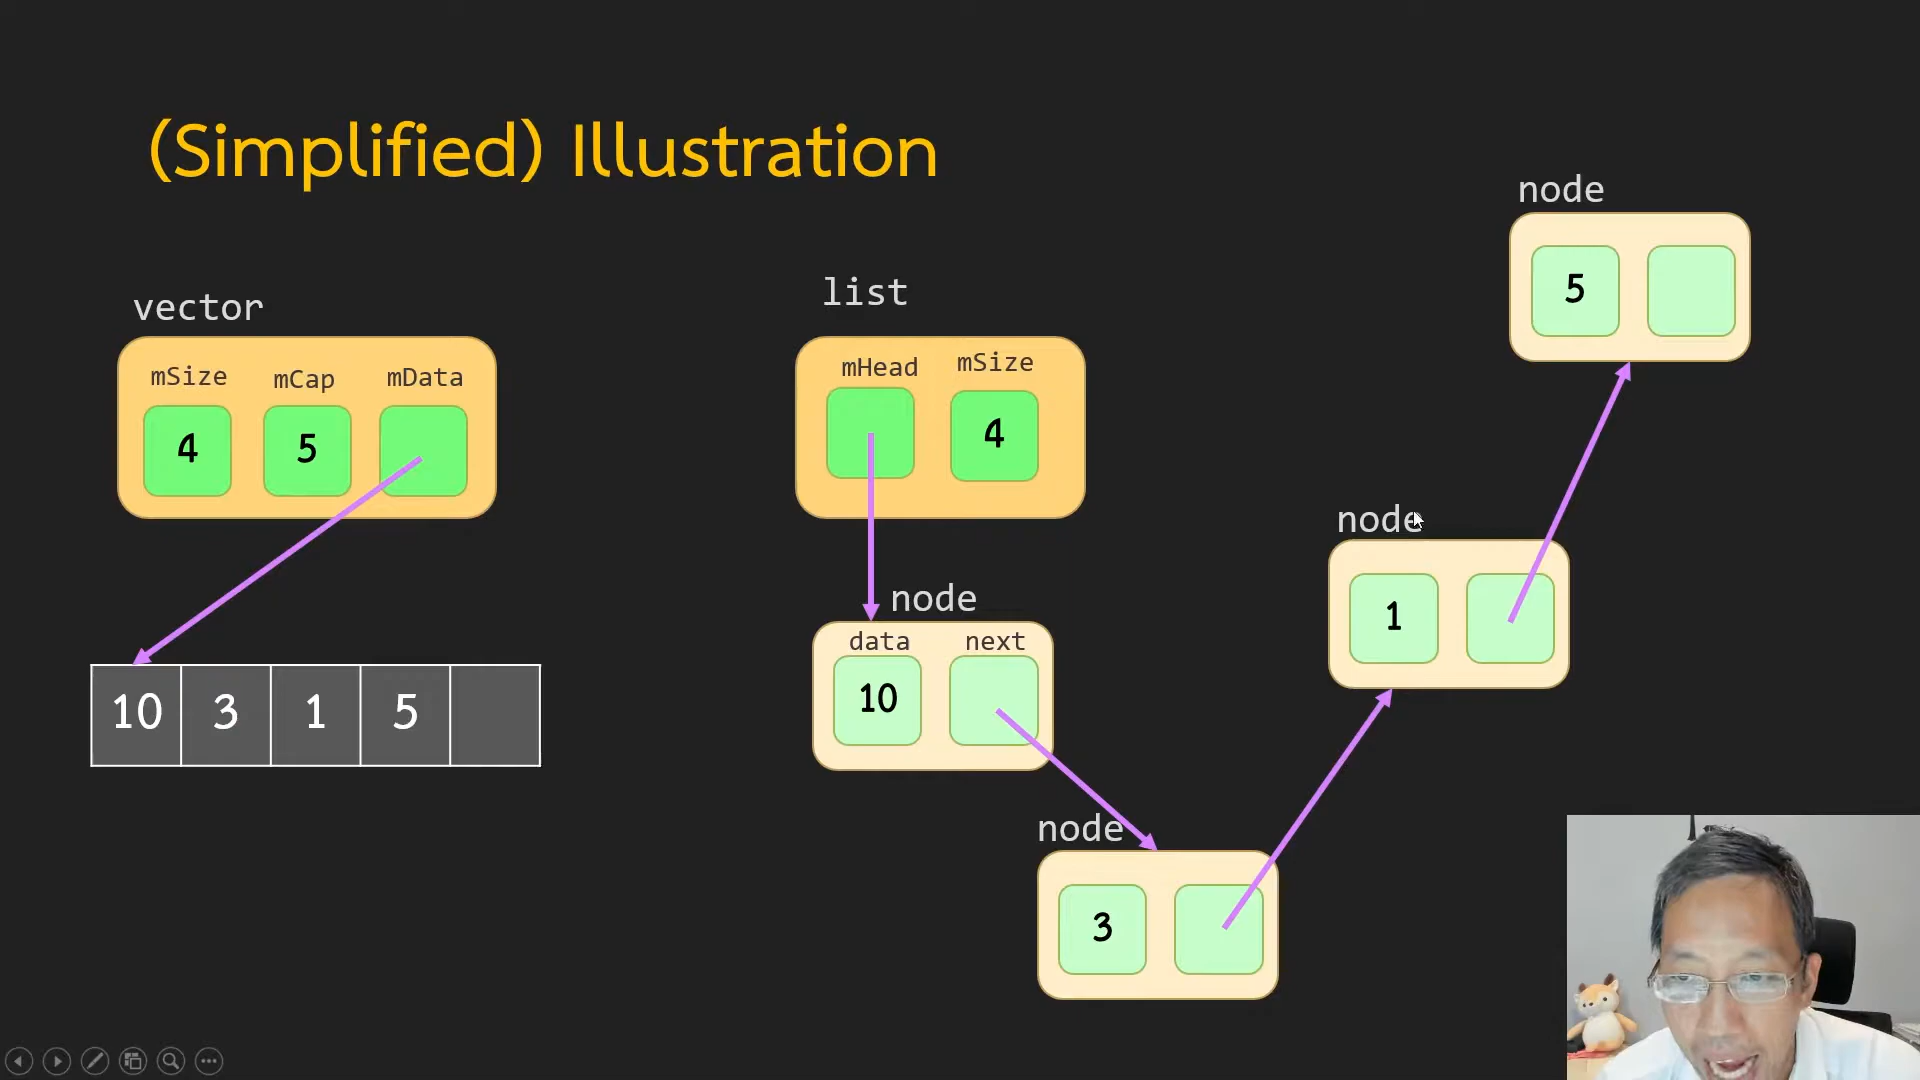 (Simplified) Illustration
vector
mSize mCap mData
4 5
10 3 1 5
list
mHead mSize
4
node
data next
10
node
3
node
1
node
5